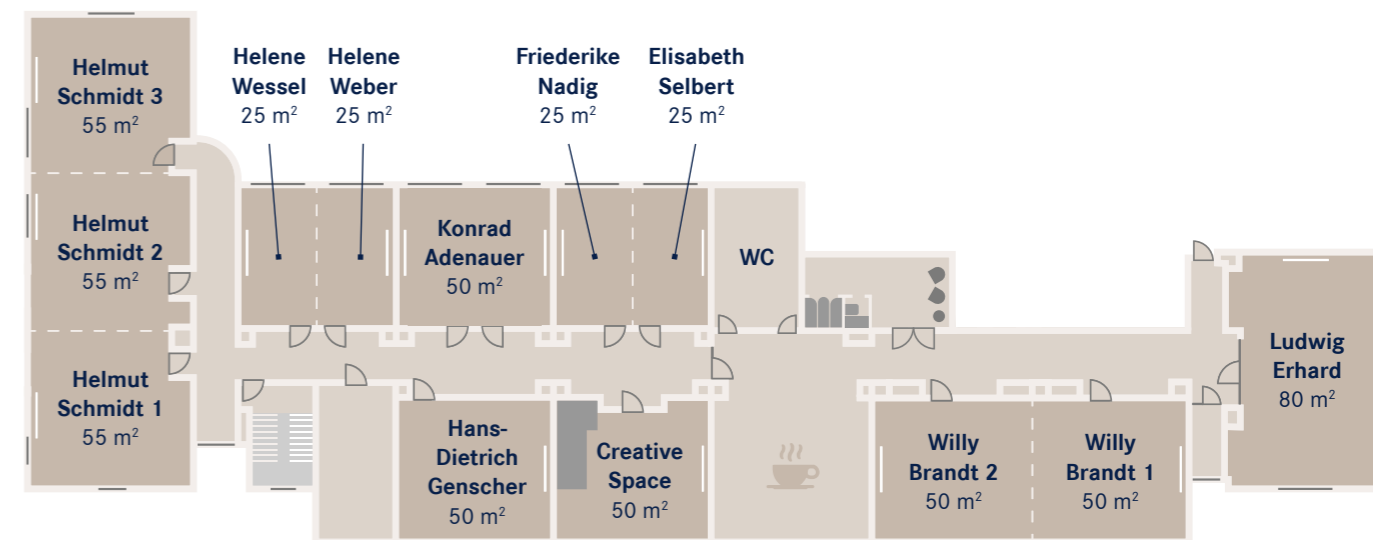 Helmut
Schmidt 3
55 m²
Helene
Wessel
25 m²
Helene
Weber
25 m²
Friederike
Nadig
25 m²
Elisabeth
Selbert
25 m²
Helmut
Schmidt 2
55 m²
Konrad
Adenauer
50 m²
WC
Helmut
Schmidt 1
55 m²
Hans-
Dietrich
Genscher
50 m²
Creative
Space
50 m²
Willy
Brandt 2
50 m²
Willy
Brandt 1
50 m²
Ludwig
Erhard
80 m²